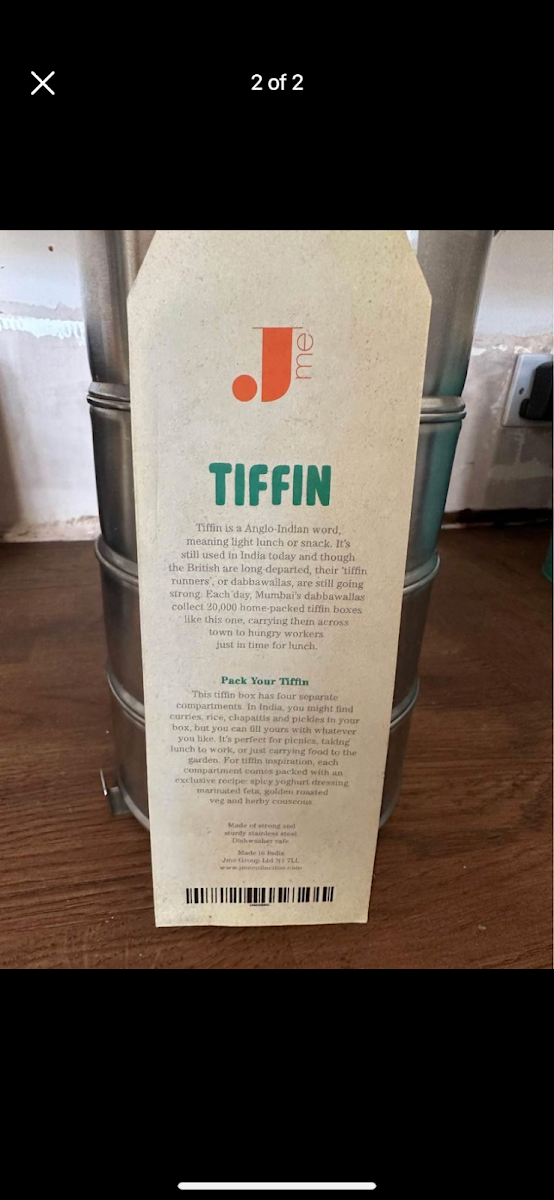 2 of 2
Jme
TIFFIN
Tiffin is a Anglo-Indian word,
meaning light lunch or snack. It's
still used in India today and though
the British are long-departed, their 'tiffin
runners', or dabbawallas, are still going
strong. Each day, Mumbai's dabbawallas
collect 20,000 home-packed tiffin boxes
like this one, carrying them across
town to hungry workers
just in time for lunch.
Pack Your Tiffin
This tiffin box has four separate
compartments. In India, you might find
curries, rice, chapattis and pickles in your
box, but you can fill yours with whatever
you like. It's perfect for picnics, taking
lunch to work, or just carrying food to the
garden. For tiffin inspiration, each
compartment comes packed with an
exclusive recipe: spicy yoghurt dressing
marinated feta, golden roasted
veg and herby couscous
Made of strong and
sturdy stainless steel
Dishwasher safe
Made in India
Jme Group Ltd N1 7LL